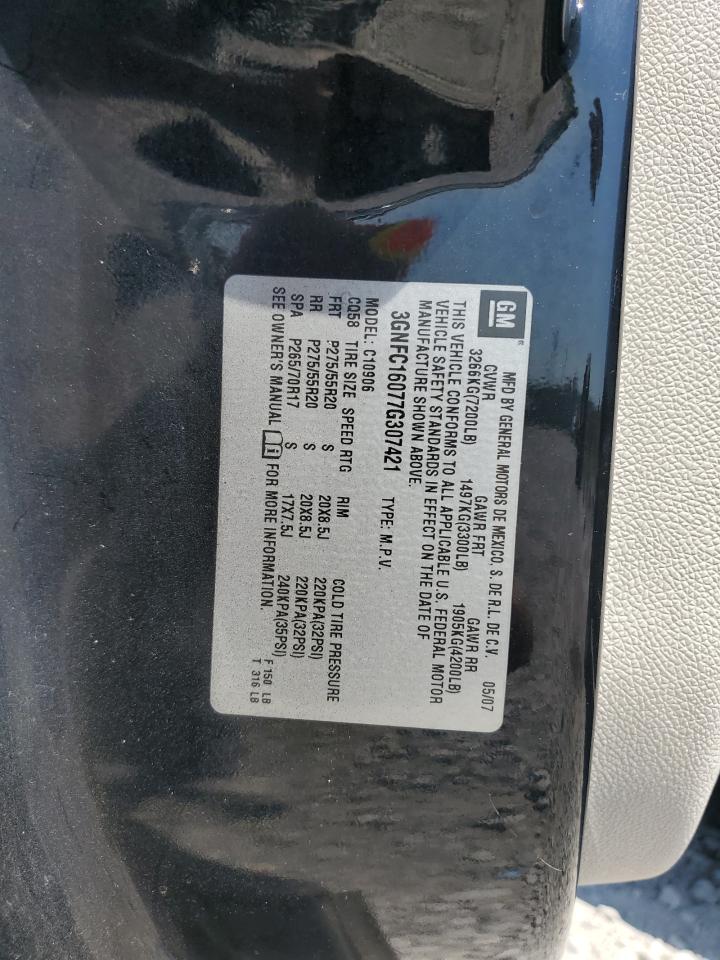 GM ®
MFD BY GENERAL MOTORS DE MEXICO, S. DE R.L. DE C.V. 05/07
GVWR GAWR FRT GAWR RR
3266KG(7200LB) 1497KG(3300LB) 1905KG(4200LB)
THIS VEHICLE CONFORMS TO ALL APPLICABLE U.S. FEDERAL MOTOR
VEHICLE SAFETY STANDARDS IN EFFECT ON THE DATE OF
MANUFACTURE SHOWN ABOVE.
3GNFC16077G307421 TYPE: M.P.V.
MODEL: C10906
CQ58 TIRE SIZE SPEED RTG RIM COLD TIRE PRESSURE
FRT P275/55R20 S 20X8.5J 220KPA(32PSI)
RR P275/55R20 S 20X8.5J 220KPA(32PSI)
SPA P265/70R17 S 17X7.5J 240KPA(35PSI)
SEE OWNER'S MANUAL i FOR MORE INFORMATION.
F 150 LB
T 316 LB